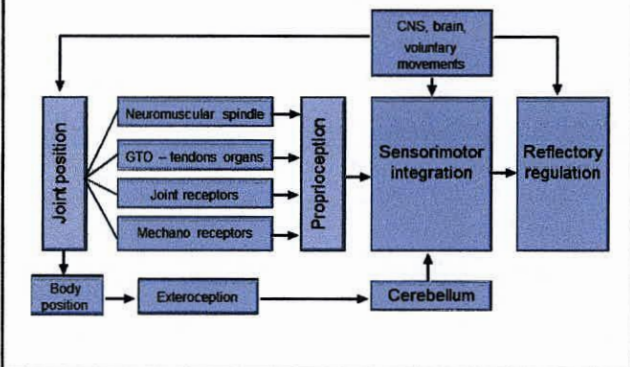 CNS, brain,
voluntary
movements
Joint position
Neuromuscular spindle
GTO – tendons organs
Joint receptors
Mechano receptors
Proprioception
Sensorimotor
integration
Reflectory
regulation
Body
position
Exteroception
Cerebellum